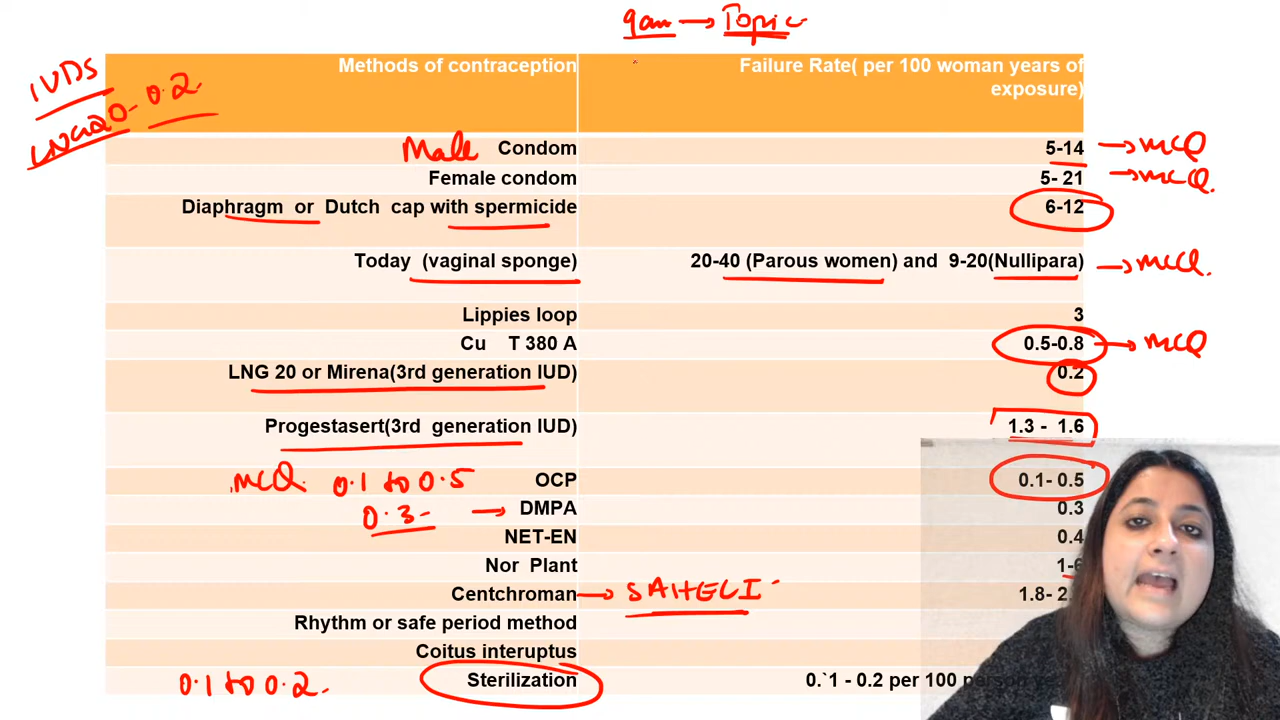 9am → Topic
IUDS
LNG20- 0.2.
Methods of contraception Failure Rate( per 100 woman years of exposure)
Male Condom 5-14 → MCQ
Female condom 5- 21 → MCQ.
Diaphragm or Dutch cap with spermicide 6-12
Today (vaginal sponge) 20-40 (Parous women) and 9-20(Nullipara) → MCQ.
Lippies loop 3
Cu T 380 A 0.5-0.8 → MCQ
LNG 20 or Mirena(3rd generation IUD) 0.2
Progestasert(3rd generation IUD) 1.3 - 1.6
MCQ. 0.1 to 0.5 OCP 0.1- 0.5
0.3- → DMPA 0.3
NET-EN 0.4
Nor Plant
Centchroman → SAHELI 1.8- 2.
Rhythm or safe period method
Coitus interuptus
0.1 to 0.2. Sterilization 0.`1 - 0.2 per 100